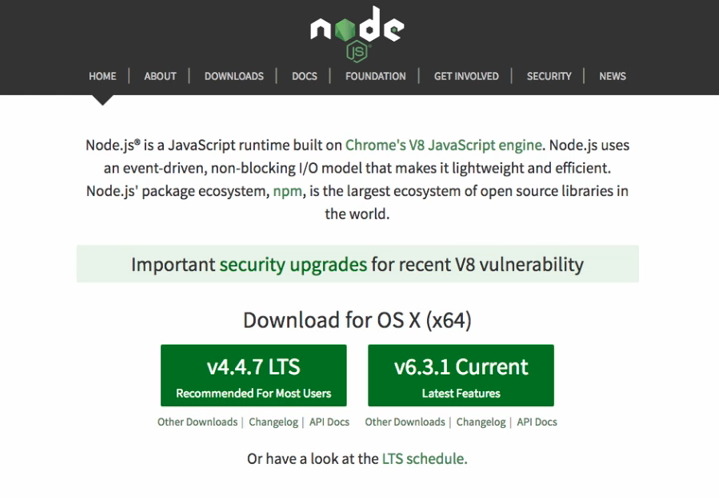 node
JS
HOME | ABOUT | DOWNLOADS | DOCS | FOUNDATION | GET INVOLVED | SECURITY | NEWS
Node.js® is a JavaScript runtime built on Chrome's V8 JavaScript engine. Node.js uses
an event-driven, non-blocking I/O model that makes it lightweight and efficient.
Node.js' package ecosystem, npm, is the largest ecosystem of open source libraries in
the world.
Important security upgrades for recent V8 vulnerability
Download for OS X (x64)
v4.4.7 LTS
Recommended For Most Users
v6.3.1 Current
Latest Features
Other Downloads | Changelog | API Docs
Other Downloads | Changelog | API Docs
Or have a look at the LTS schedule.